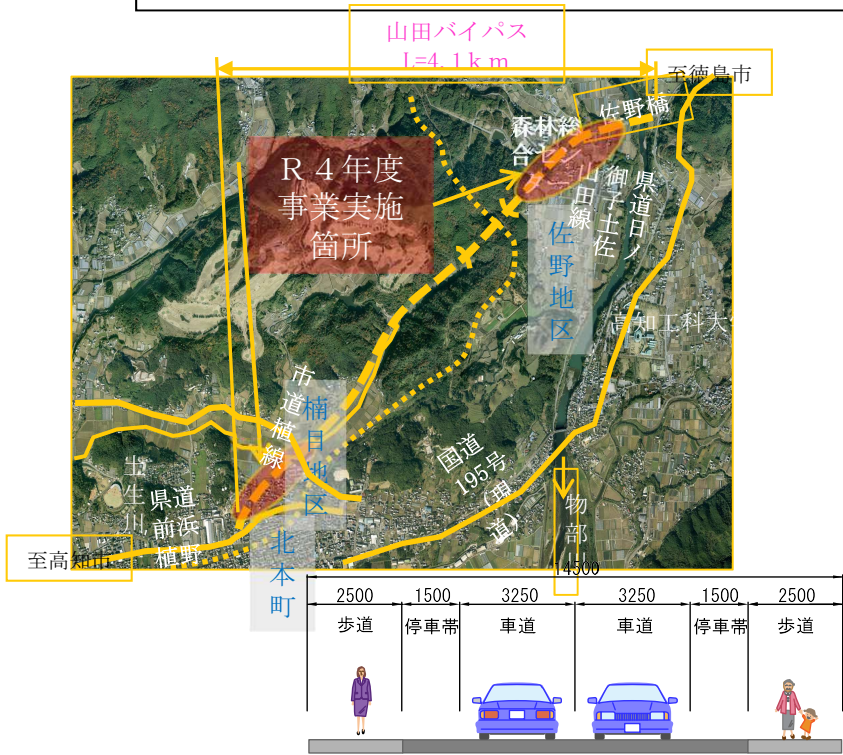 山田バイパス
L=4.1km
至徳島市
佐野橋
森林総
合セン
Ｒ４年度
事業実施
箇所
県道日ノ
御子土佐
山田線
佐野地区
高知工科大
市道植線
楠目地区
国道
195号
(現道)
県道
前浜
植野
物部川
至高知市
北本町
14500
2500
1500
3250
3250
1500
2500
歩道
停車帯
車道
車道
停車帯
歩道